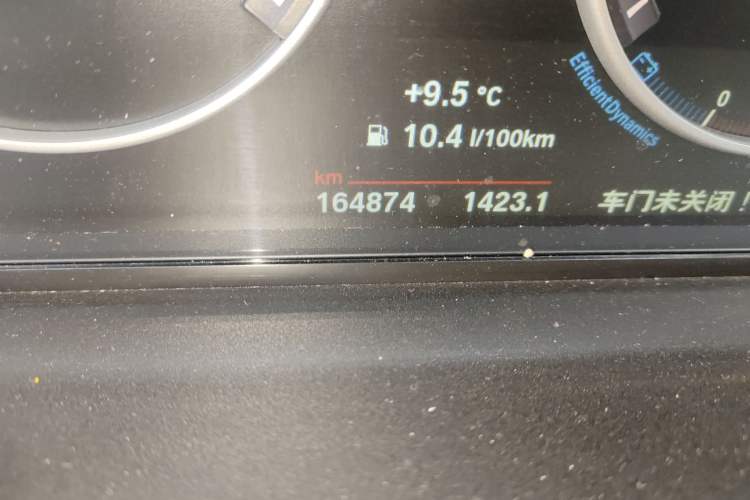 +9.5 °C
10.4 l/100km
km
164874 1423.1 车门未关闭！
EfficientDynamics
0